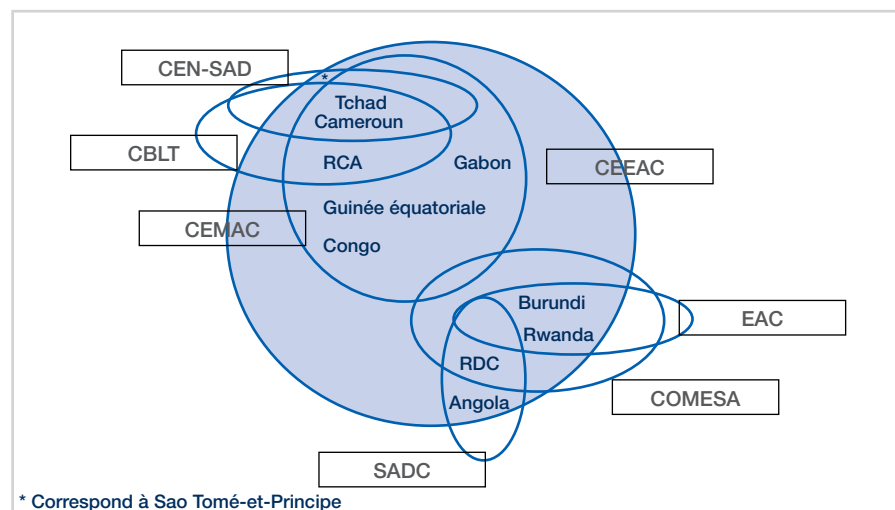 CEN-SAD
*
Tchad
Cameroun
CBLT
RCA
Gabon
CEEAC
Guinée équatoriale
CEMAC
Congo
Burundi
EAC
Rwanda
RDC
COMESA
Angola
SADC
* Correspond à Sao Tomé-et-Principe